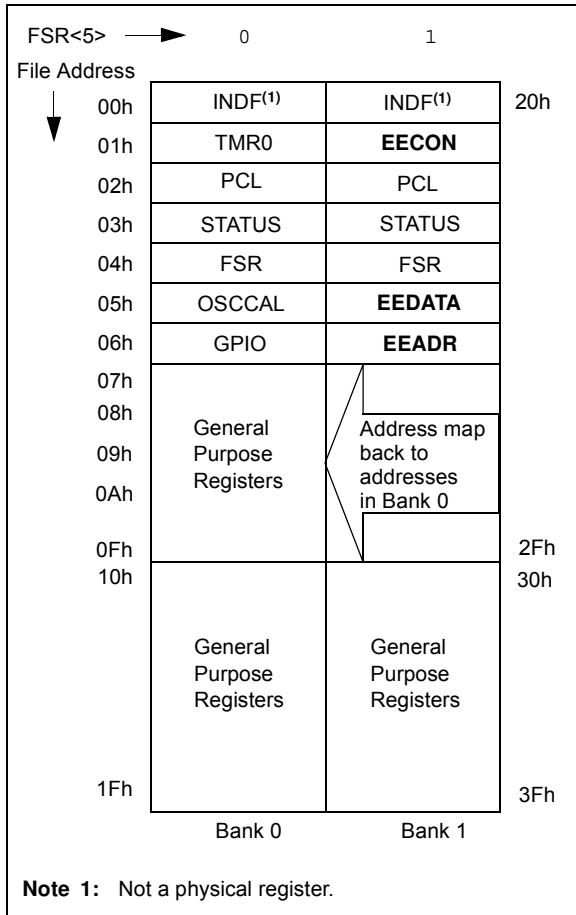 FSR<5> 0 1
File Address
00h INDF(1) INDF(1) 20h
01h TMR0 EECON
02h PCL PCL
03h STATUS STATUS
04h FSR FSR
05h OSCCAL EEDATA
06h GPIO EEADR
07h
08h
09h
0Ah
0Fh
General
Purpose
Registers
Address map
back to
addresses
in Bank 0
2Fh
10h 30h
General
Purpose
Registers
General
Purpose
Registers
1Fh 3Fh
Bank 0 Bank 1
Note 1: Not a physical register.